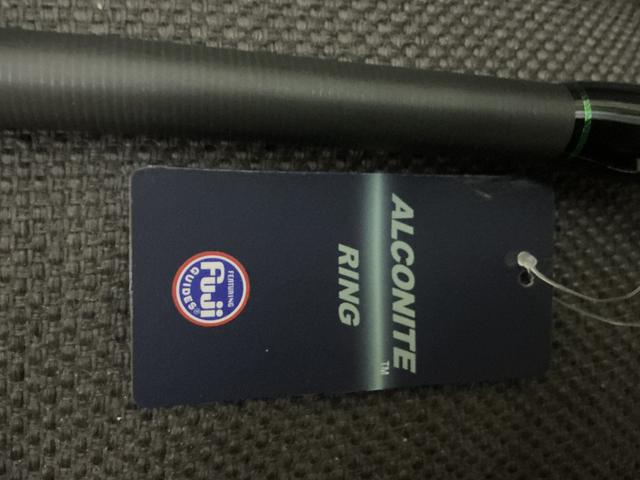 ALCONITE™
RING
FEATURING
Fuji®
GUIDES